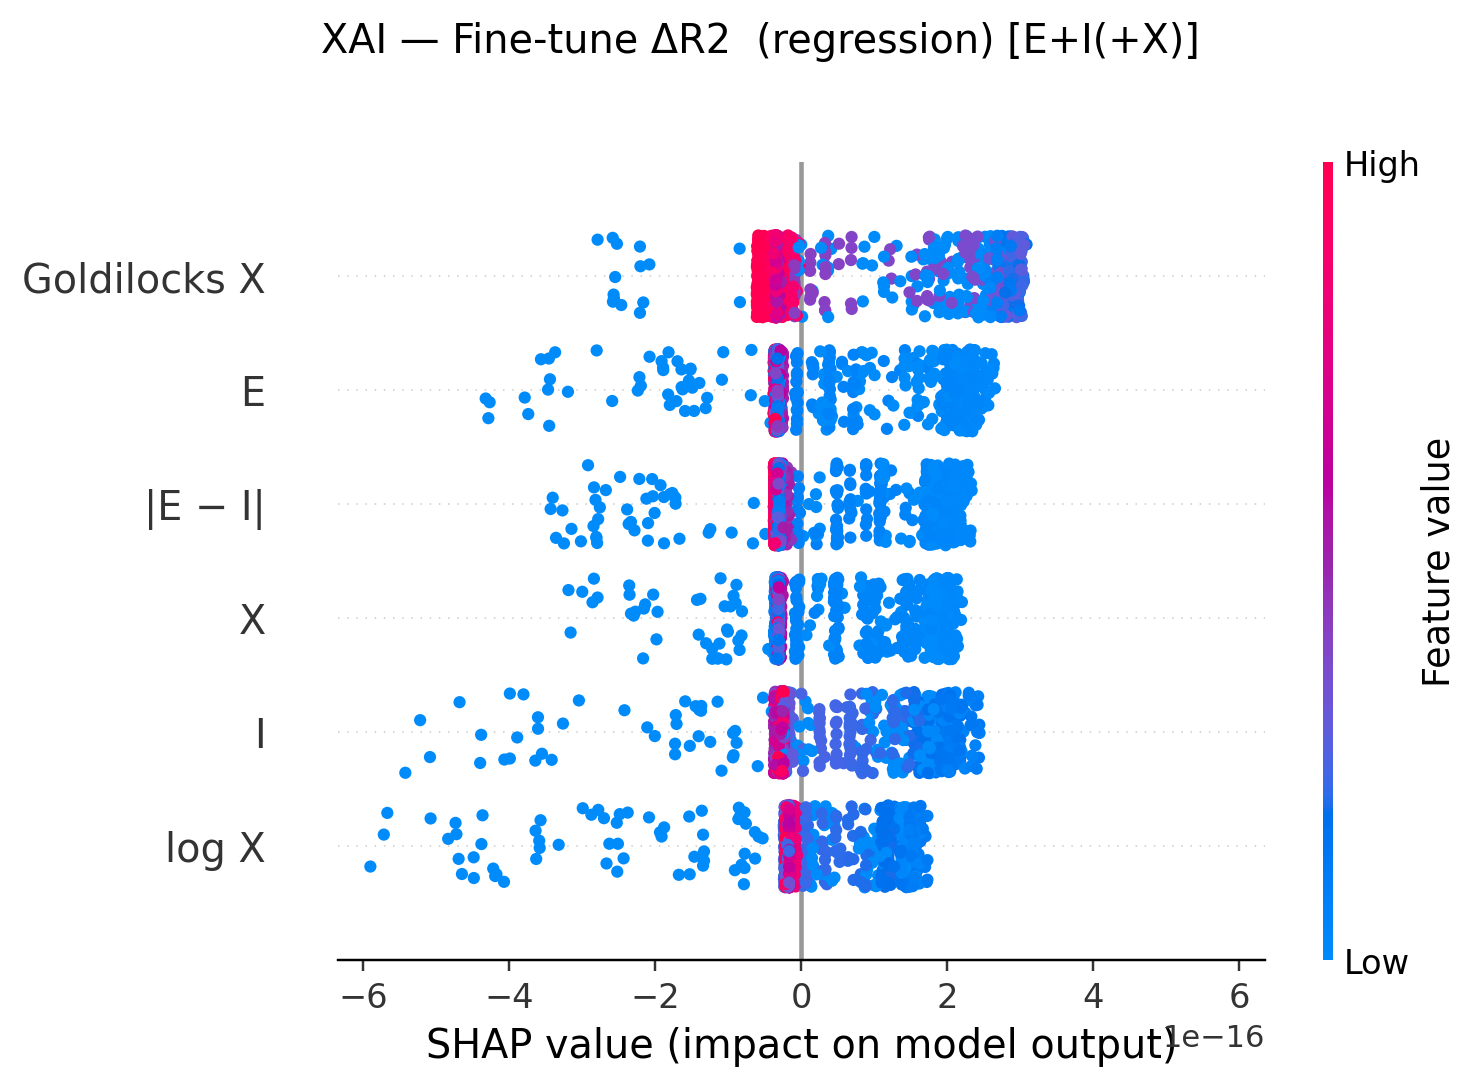 XAI — Fine-tune ΔR2  (regression) [E+I(+X)]
High
Goldilocks X
E
|E − I|
X
I
log X
Feature value
Low
−6 −4 −2 0 2 4 6
1e−16
SHAP value (impact on model output)